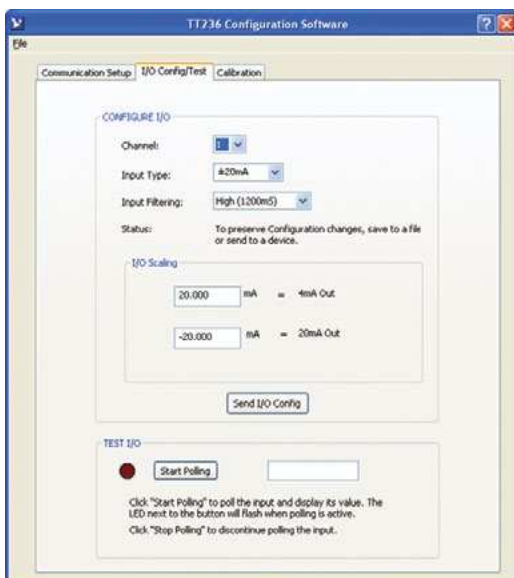 TT236 Configuration Software
File
Communication Setup I/O Config/Test Calibration
CONFIGURE I/O
Channel: 1
Input Type: ±20mA
Input Filtering: High (1200mS)
Status: To preserve Configuration changes, save to a file
or send to a device.
I/O Scaling
20.000 mA = 4mA Out
-20.000 mA = 20mA Out
Send I/O Config
TEST I/O
Start Polling
Click "Start Polling" to poll the input and display its value. The
LED next to the button will flash when polling is active.
Click "Stop Polling" to discontinue polling the input.